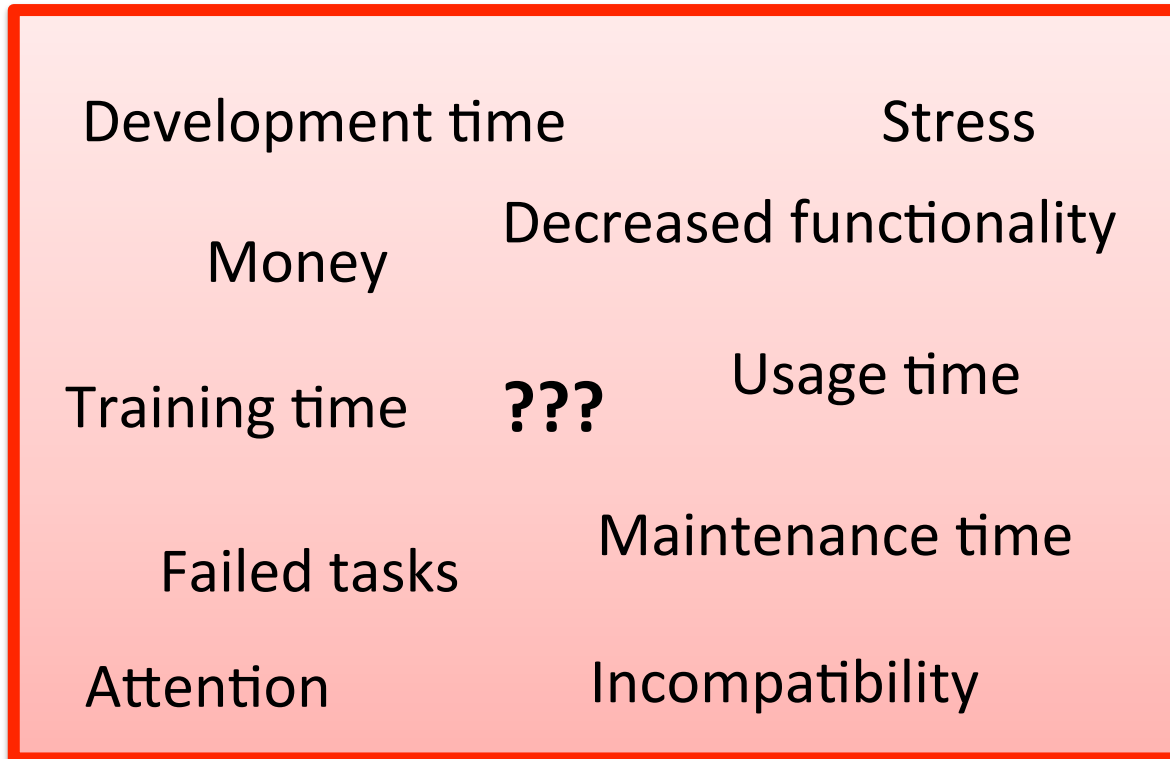 Development time
Stress
Decreased functionality
Money
Usage time
Training time
???
Maintenance time
Failed tasks
Attention
Incompatibility